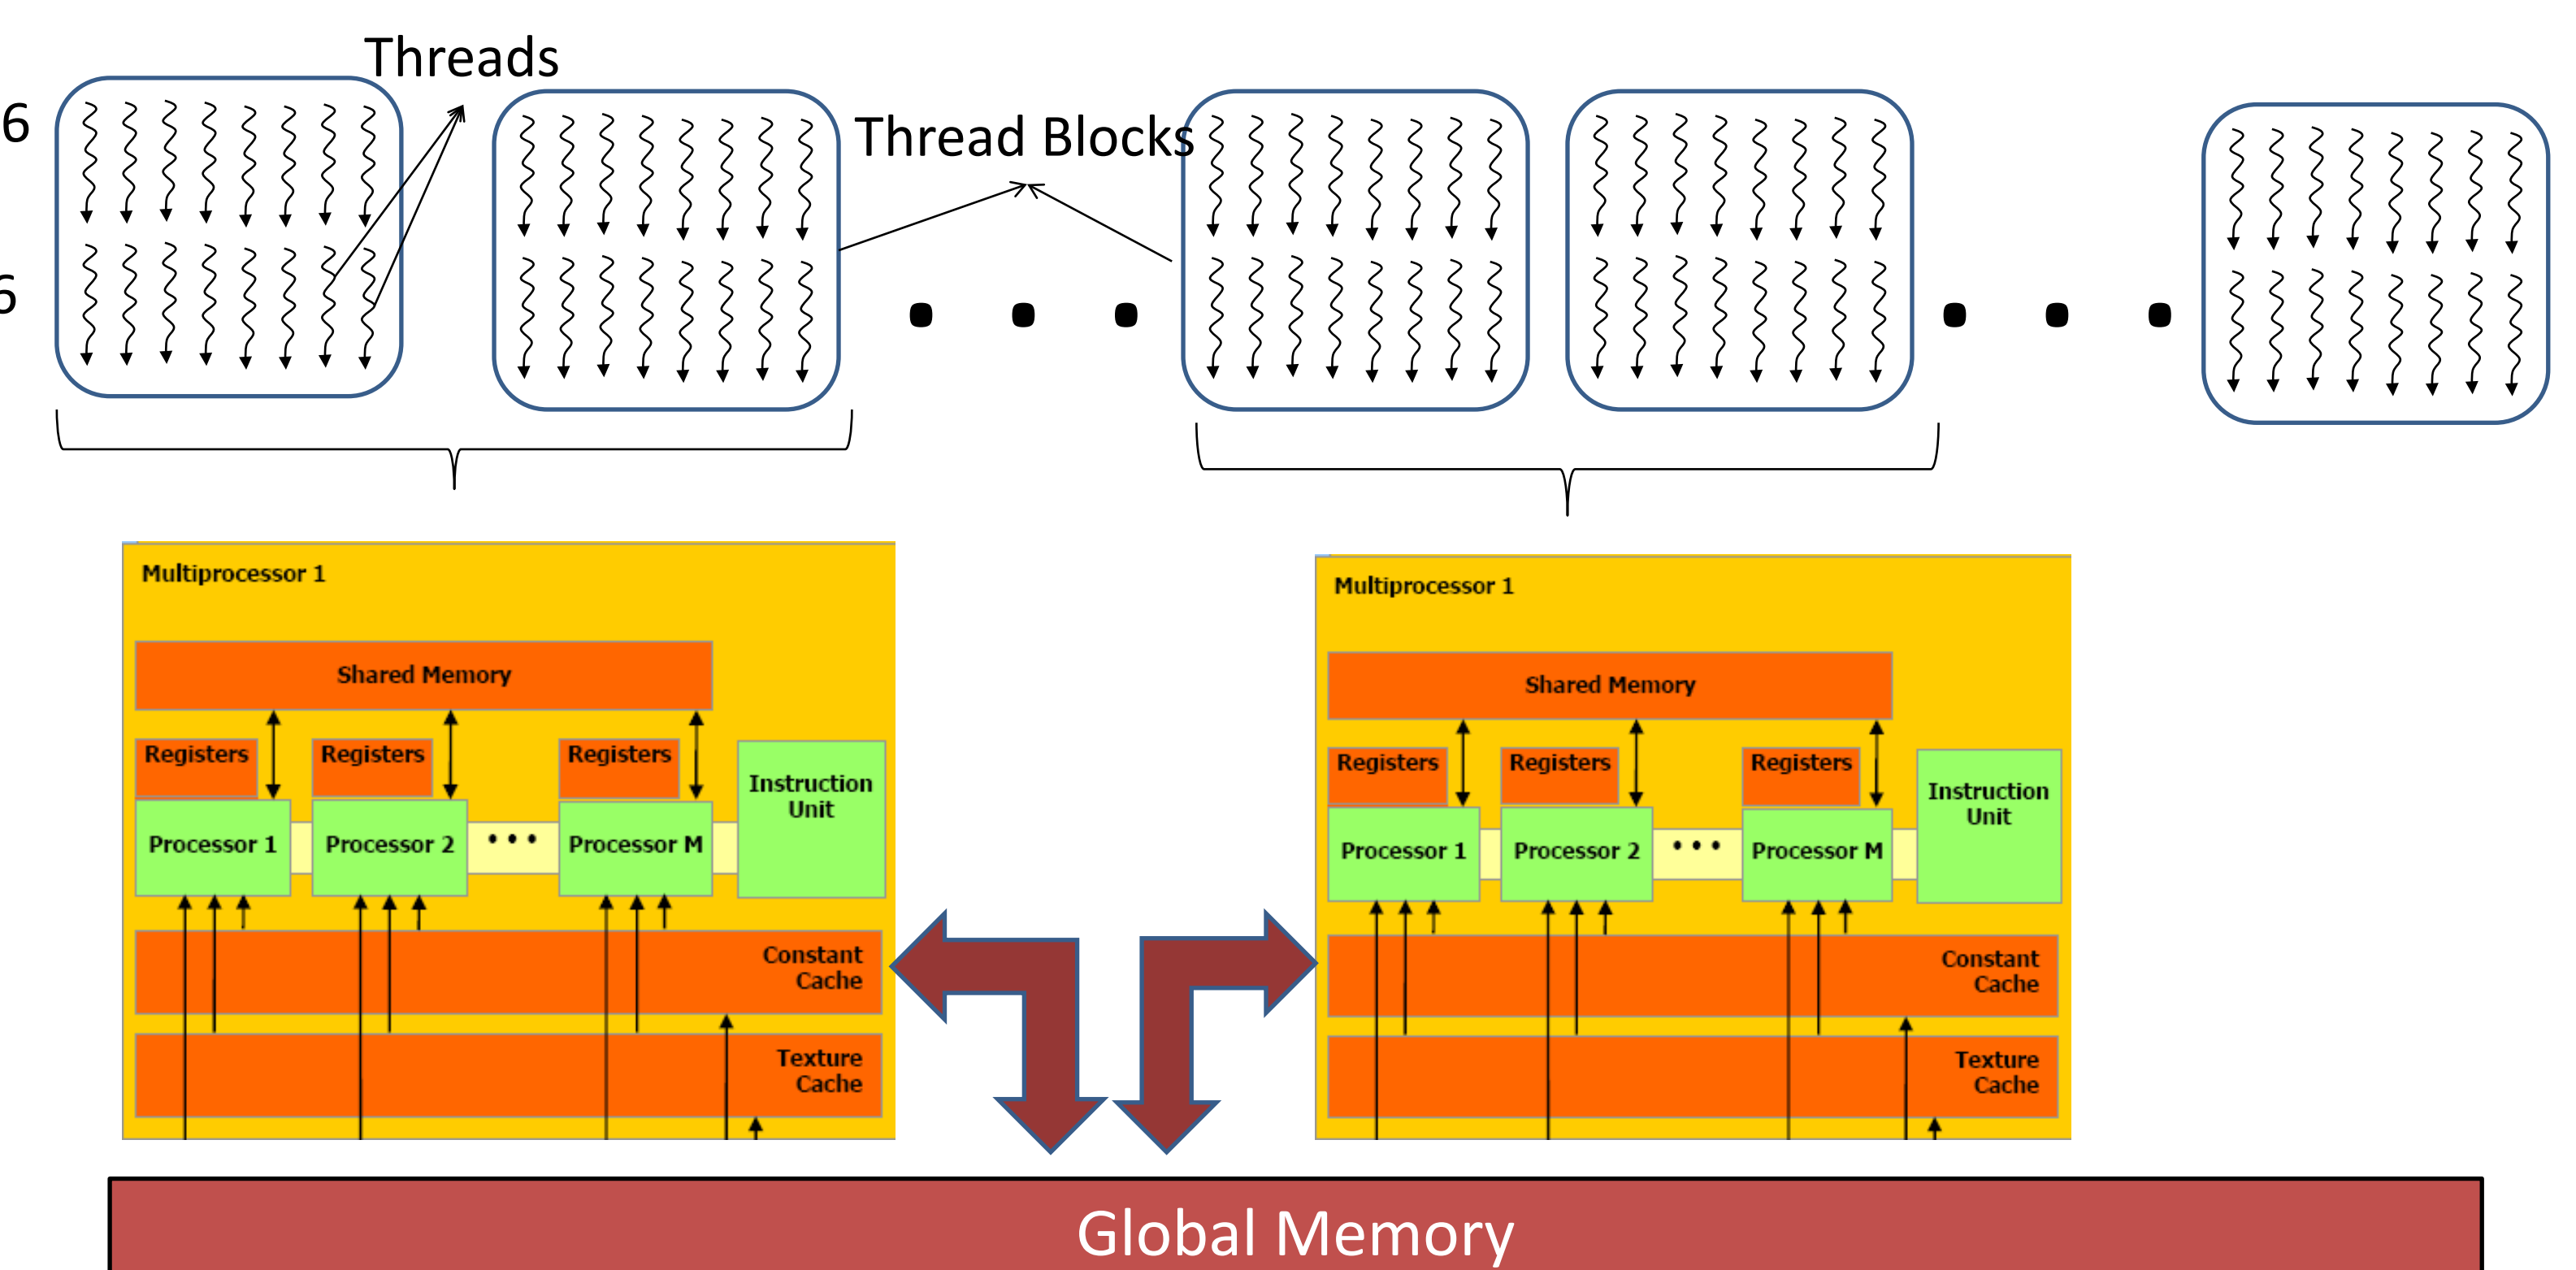 Threads
6
Thread Blocks
6
Multiprocessor 1
Shared Memory
Registers
Registers
Registers
Instruction
Unit
Processor 1
Processor 2
• • •
Processor M
Constant
Cache
Texture
Cache
Multiprocessor 1
Shared Memory
Registers
Registers
Registers
Instruction
Unit
Processor 1
Processor 2
• • •
Processor M
Constant
Cache
Texture
Cache
Global Memory